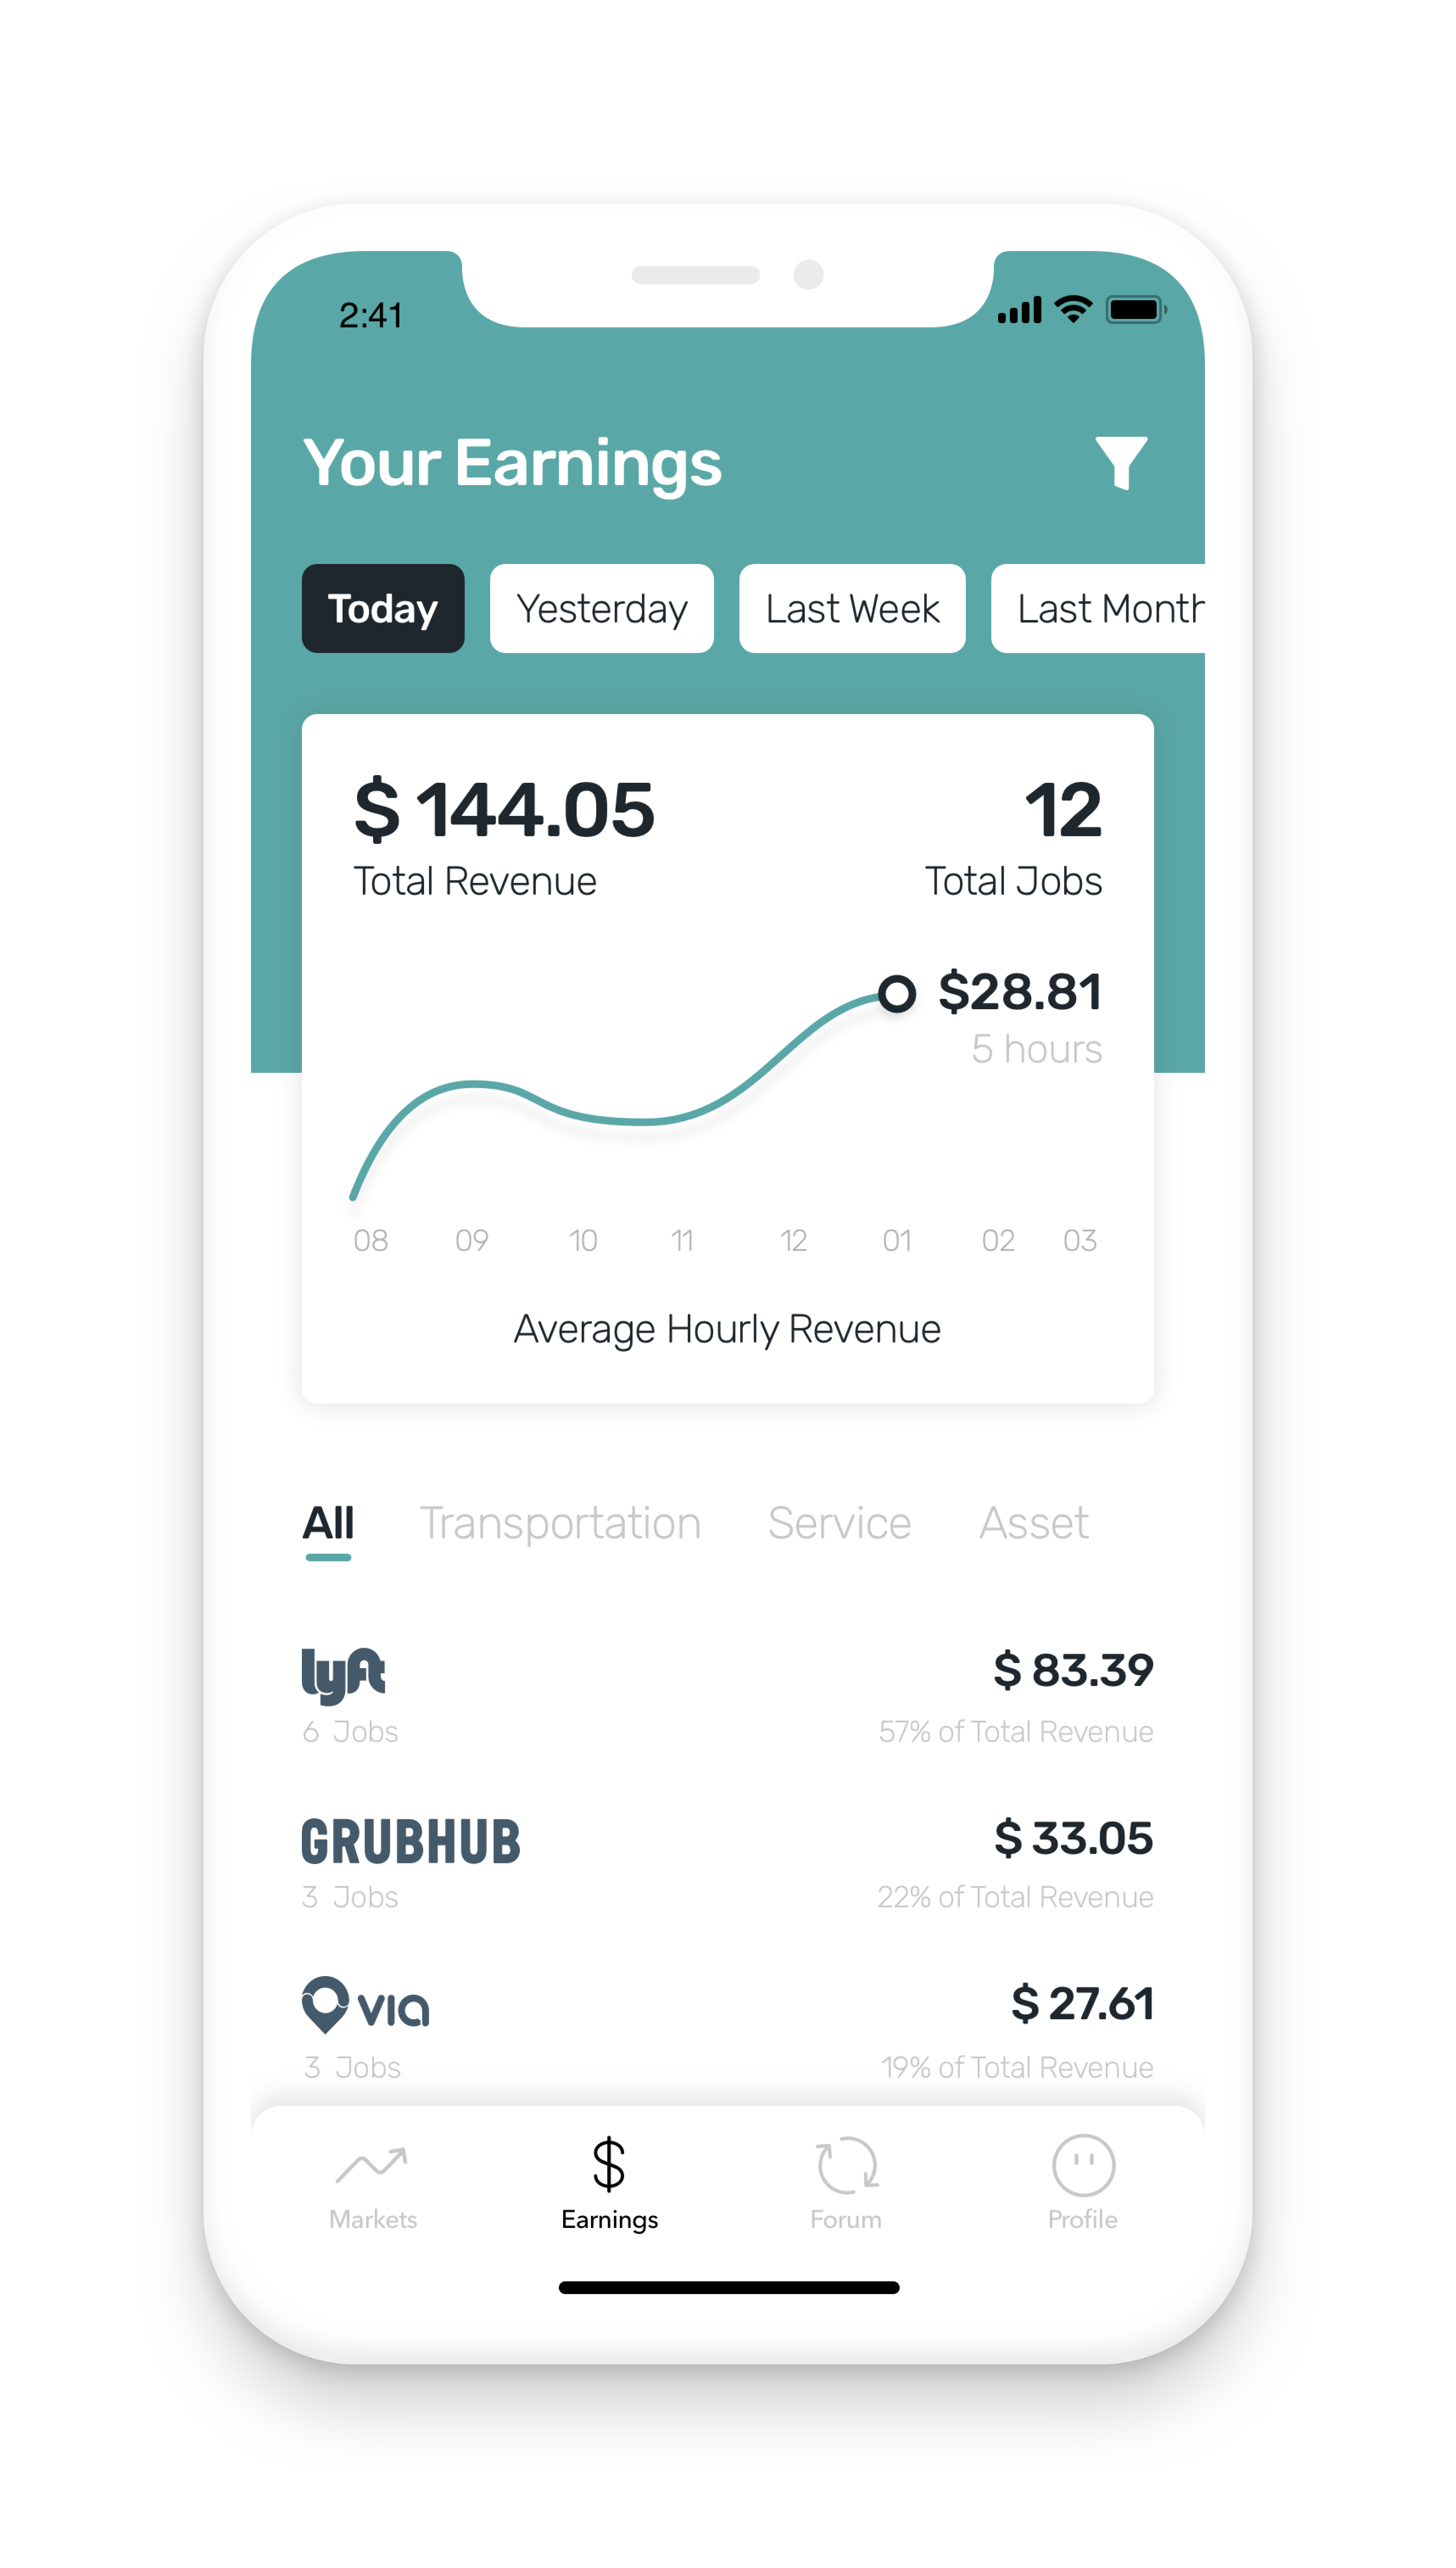 2:41
Your Earnings
Today Yesterday Last Week Last Month
$ 144.05 12
Total Revenue Total Jobs
$28.81
5 hours
08 09 10 11 12 01 02 03
Average Hourly Revenue
All Transportation Service Asset
lyft $ 83.39
6 Jobs 57% of Total Revenue
GRUBHUB $ 33.05
3 Jobs 22% of Total Revenue
via $ 27.61
3 Jobs 19% of Total Revenue
Markets Earnings Forum Profile